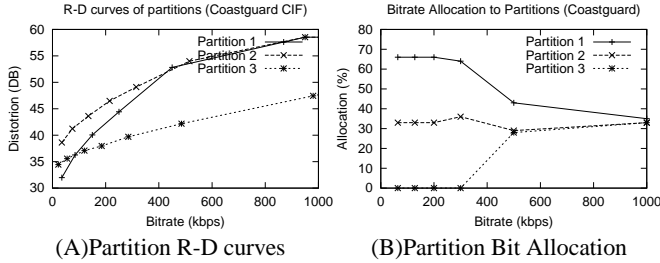 R-D curves of partitions (Coastguard CIF)
Distotrion (DB)
60
55
50
45
40
35
30
0
200
400
600
800
1000
Bitrate (kbps)
Partition 1
Partition 2
Partition 3
(A)Partition R-D curves
Bitrate Allocation to Partitions (Coastguard)
Allocation (%)
80
70
60
50
40
30
20
10
0
0
200
400
600
800
1000
Bitrate (kbps)
Partition 1
Partition 2
Partition 3
(B)Partition Bit Allocation